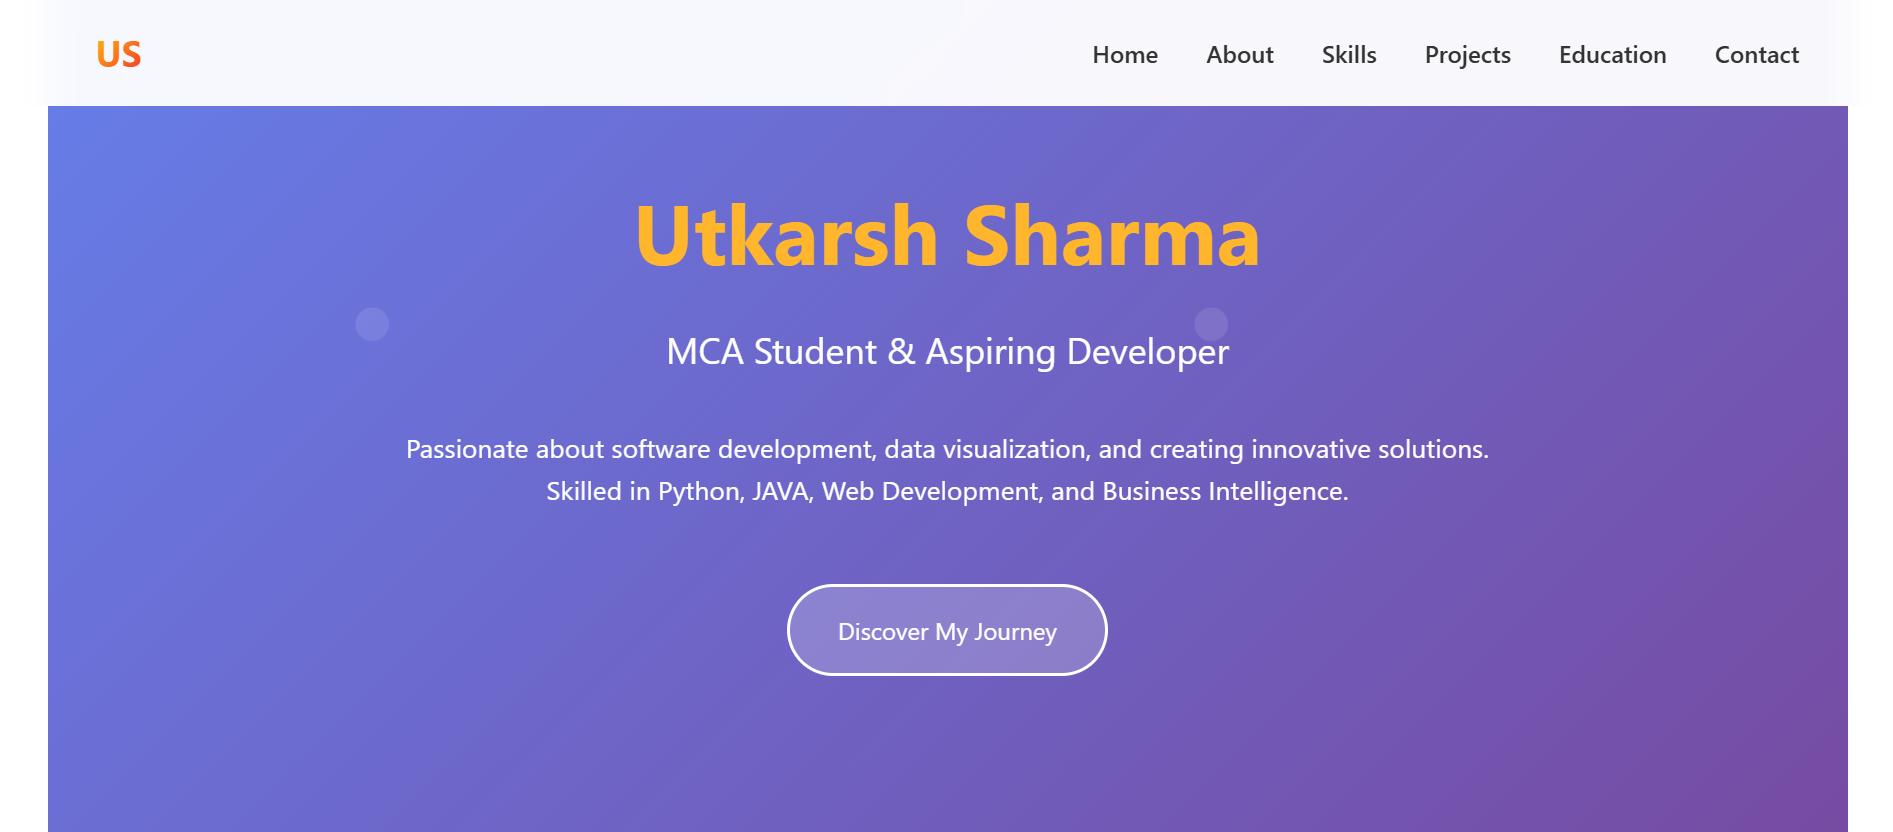 US
Home About Skills Projects Education Contact
Utkarsh Sharma
MCA Student & Aspiring Developer
Passionate about software development, data visualization, and creating innovative solutions.
Skilled in Python, JAVA, Web Development, and Business Intelligence.
Discover My Journey